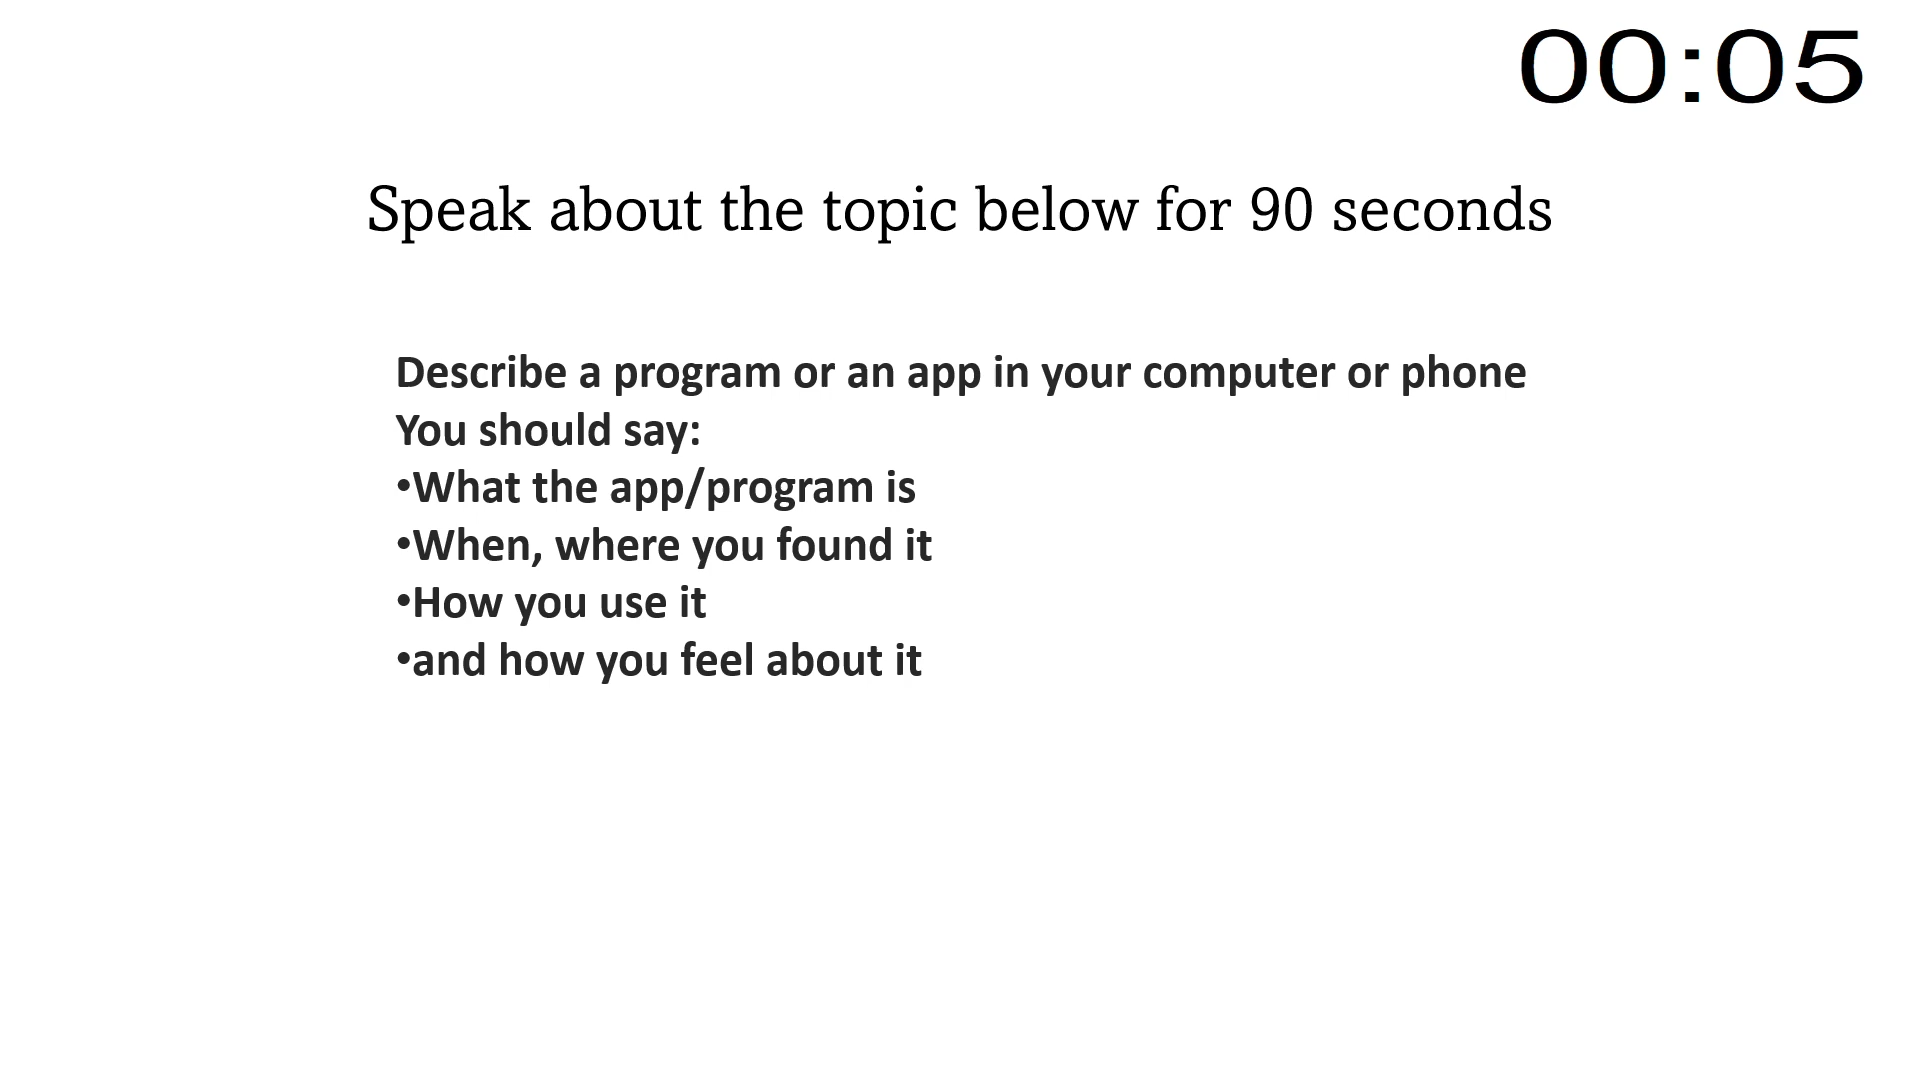 00:05
Speak about the topic below for 90 seconds
Describe a program or an app in your computer or phone
You should say:
•What the app/program is
•When, where you found it
•How you use it
•and how you feel about it